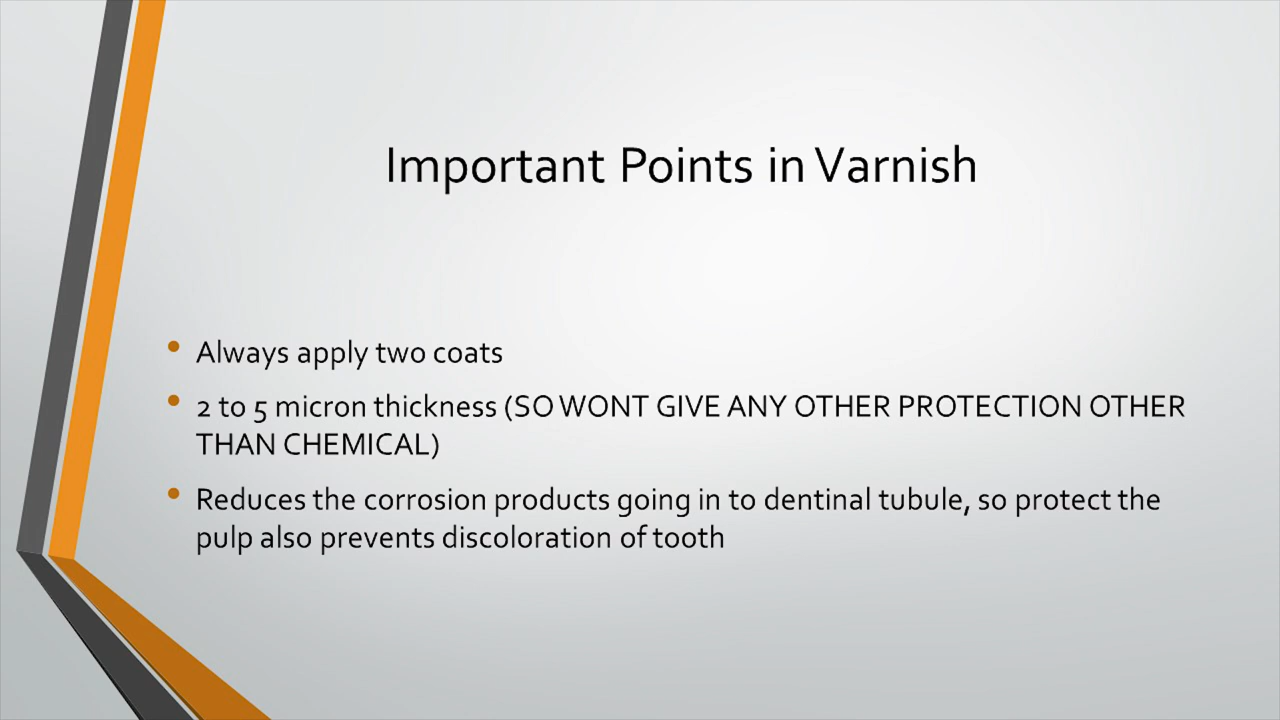 Important Points in Varnish
• Always apply two coats
• 2 to 5 micron thickness (SO WONT GIVE ANY OTHER PROTECTION OTHER
THAN CHEMICAL)
• Reduces the corrosion products going in to dentinal tubule, so protect the
pulp also prevents discoloration of tooth